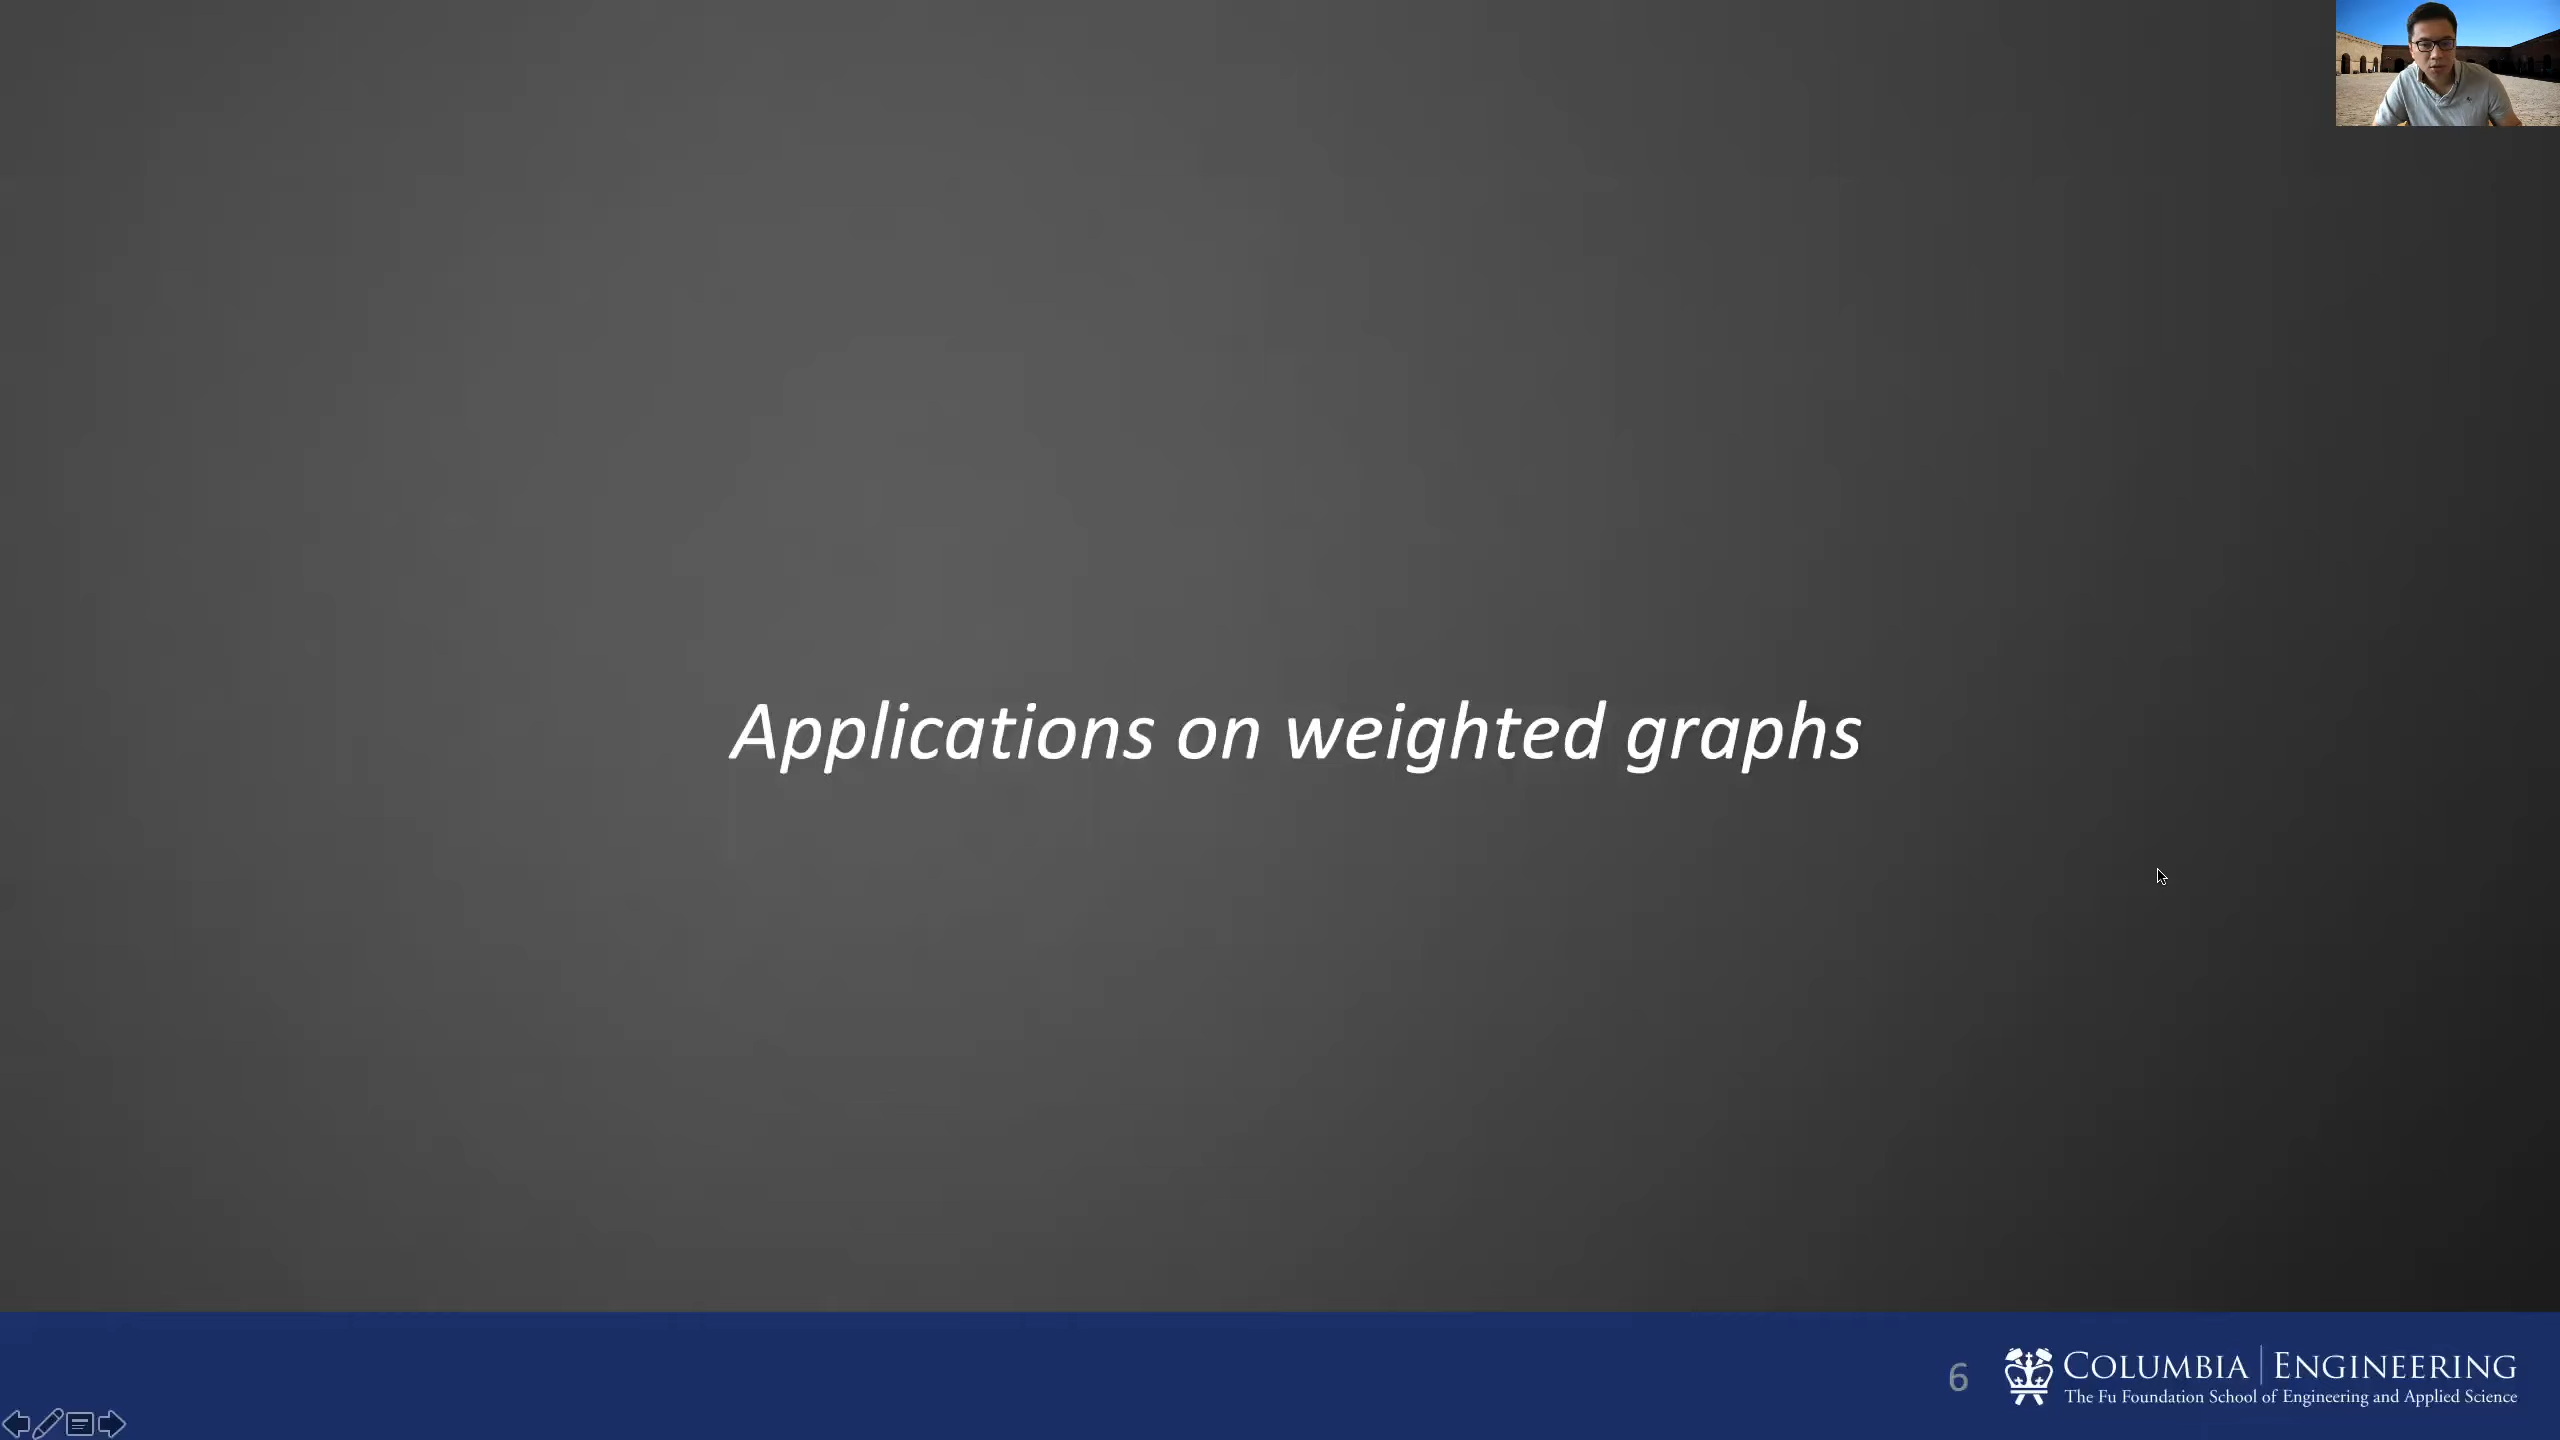 Applications on weighted graphs
6
COLUMBIA | ENGINEERING
The Fu Foundation School of Engineering and Applied Science